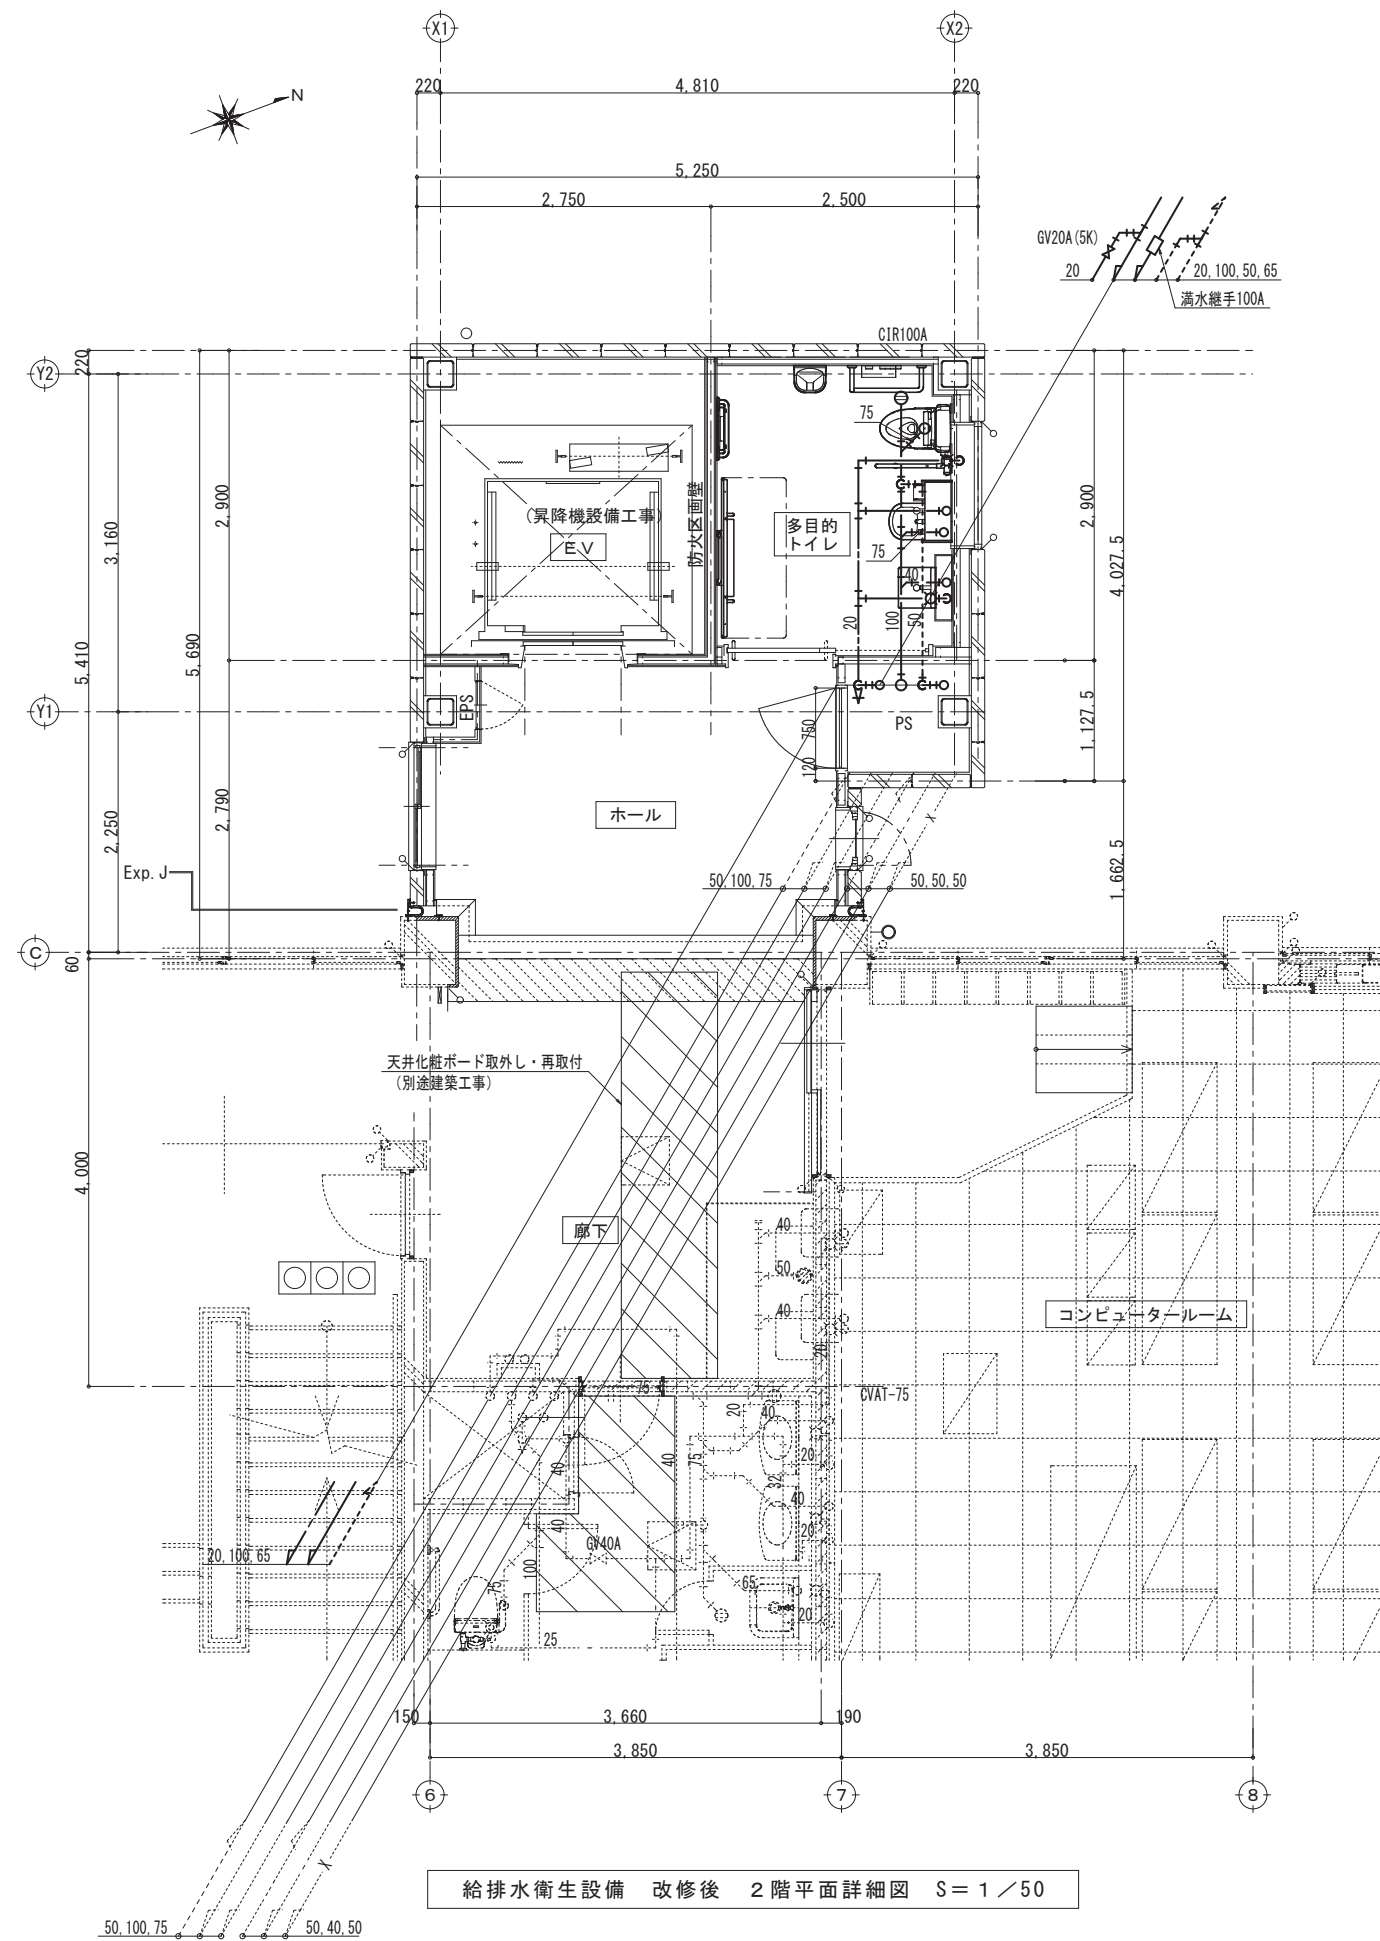 X1
X2
220
4,810
220
N
5,250
2,750
2,500
GV20A(5K)
20
20,100,50,65
満水継手100A
CIR100A
Y2
220
75
2,900
3,160
5,410
5,690
(昇降機設備工事)
EV
防火区画壁
多目的
トイレ
75
40
20
100
50
2,900
4,027.5
Y1
EPS
PS
750
120
1,127.5
ホール
2,790
2,250
Exp.J
50,100,75
50,50,50
X
1,662.5
C
60
天井化粧ボード取外し・再取付
(別途建築工事)
4,000
廊下
40
50
40
20
コンピュータールーム
75
CVAT-75
20
40
20
40
75
32
40
20
40
40
GV40A
20,100,65
100
75
65
20
25
150
3,660
190
3,850
3,850
6
7
8
X
給排水衛生設備 改修後 2階平面詳細図 S=1/50
50,100,75
50,40,50